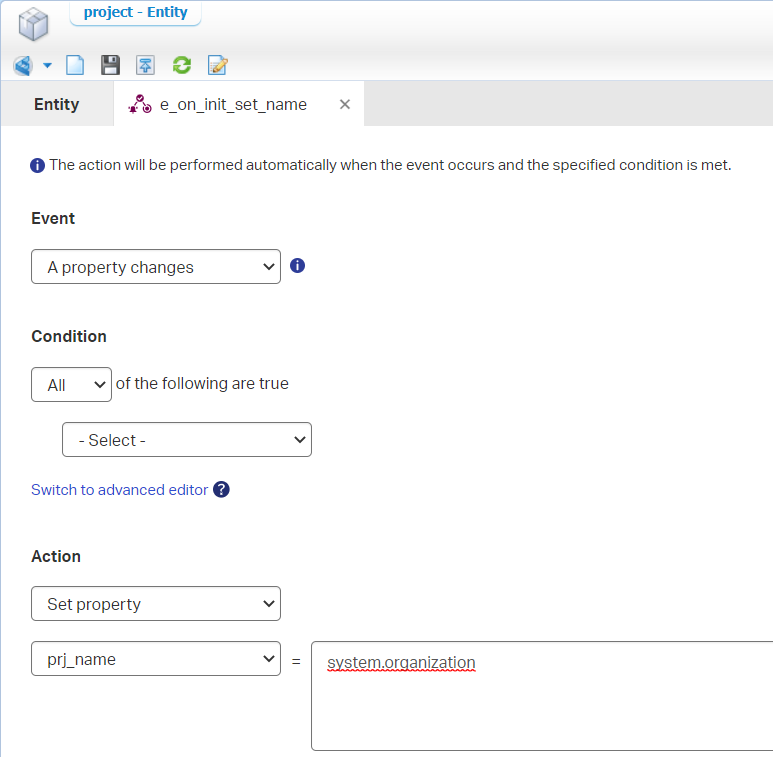 project - Entity
Entity
e_on_init_set_name
The action will be performed automatically when the event occurs and the specified condition is met.
Event
A property changes
Condition
All of the following are true
- Select -
Switch to advanced editor
Action
Set property
prj_name = system.organization